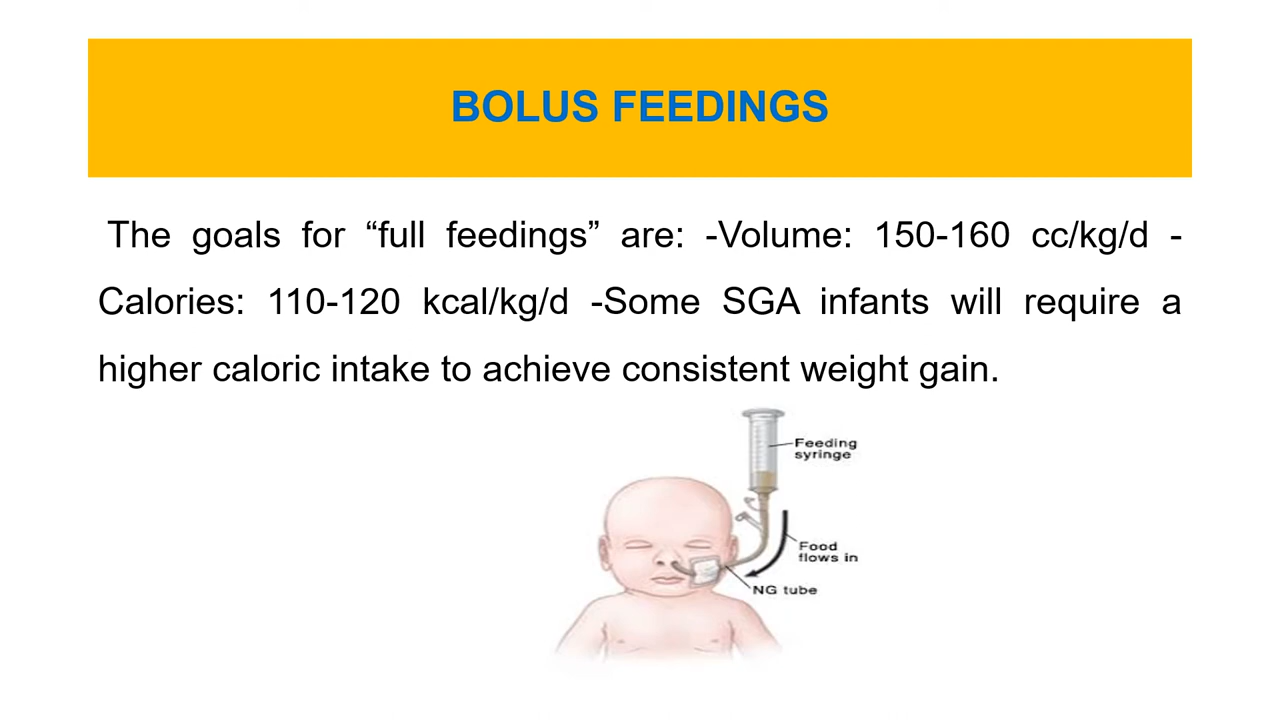 BOLUS FEEDINGS
The goals for “full feedings” are: -Volume: 150-160 cc/kg/d -
Calories: 110-120 kcal/kg/d -Some SGA infants will require a
higher caloric intake to achieve consistent weight gain.
Feeding
syringe
Food
flows in
NG tube